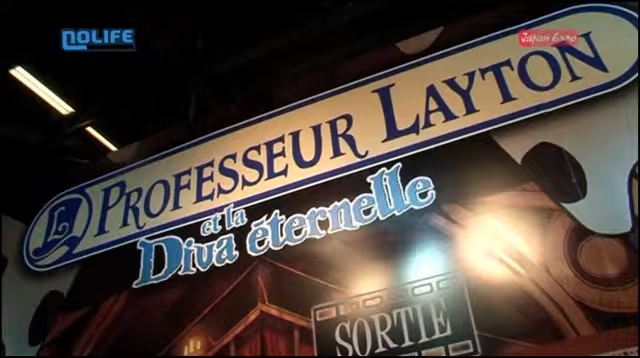 NOLIFE
Japan Expo
L
PROFESSEUR LAYTON
et la
Diva éternelle
SORTIE